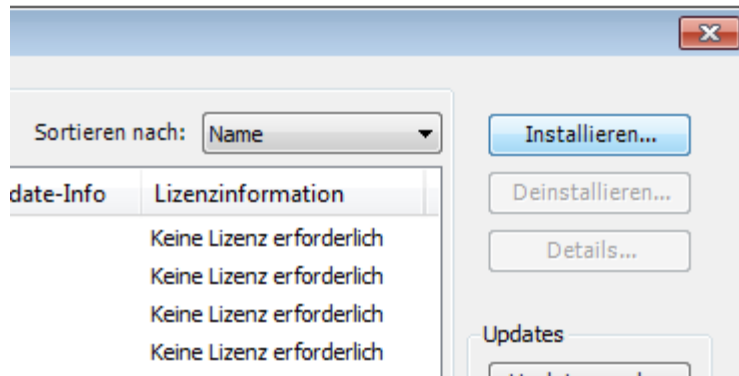 Sortieren nach: Name
Installieren...
date-Info Lizenzinformation
Deinstallieren...
Keine Lizenz erforderlich
Details...
Keine Lizenz erforderlich
Keine Lizenz erforderlich
Updates
Keine Lizenz erforderlich